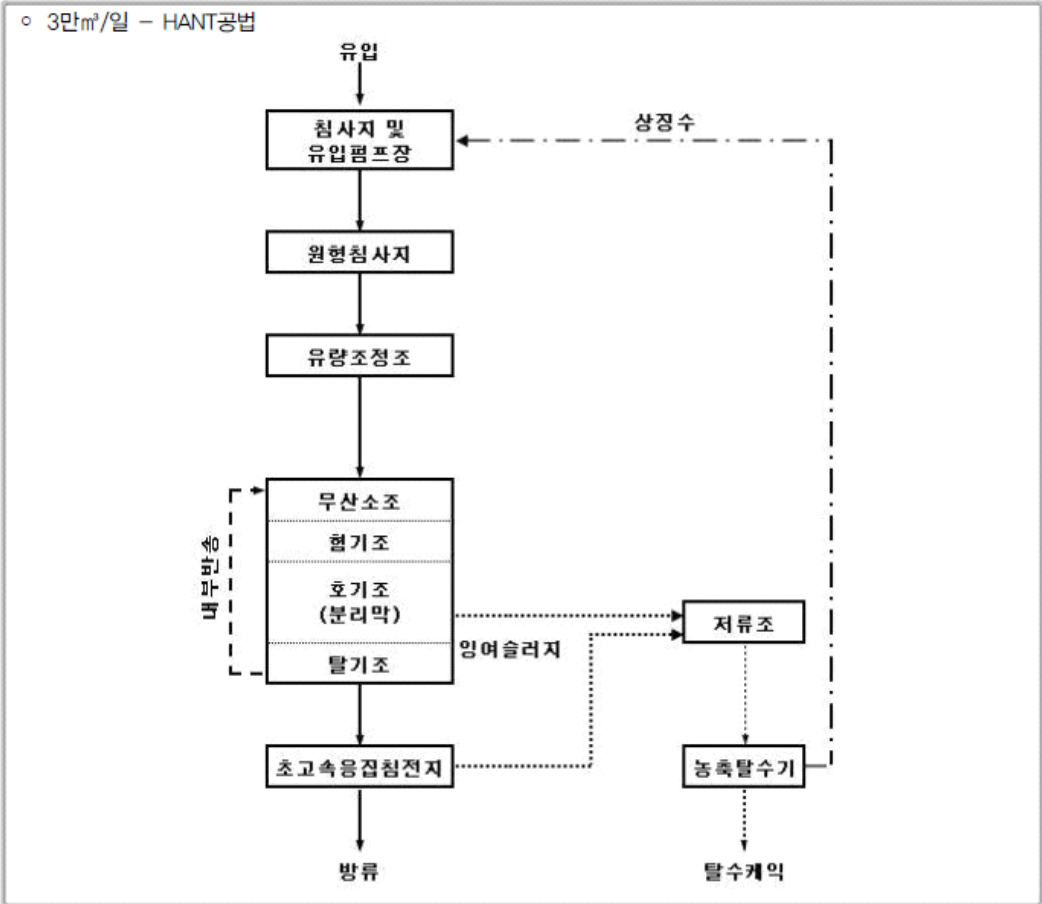 ○ 3만㎥/일 - HANT공법
유입
침사지 및
유입펌프장
상징수
원형침사지
유량조정조
무산소조
혐기조
호기조
(분리막)
탈기조
내부반송
잉여슬러지
저류조
초고속응집침전지
농축탈수기
방류
탈수케익